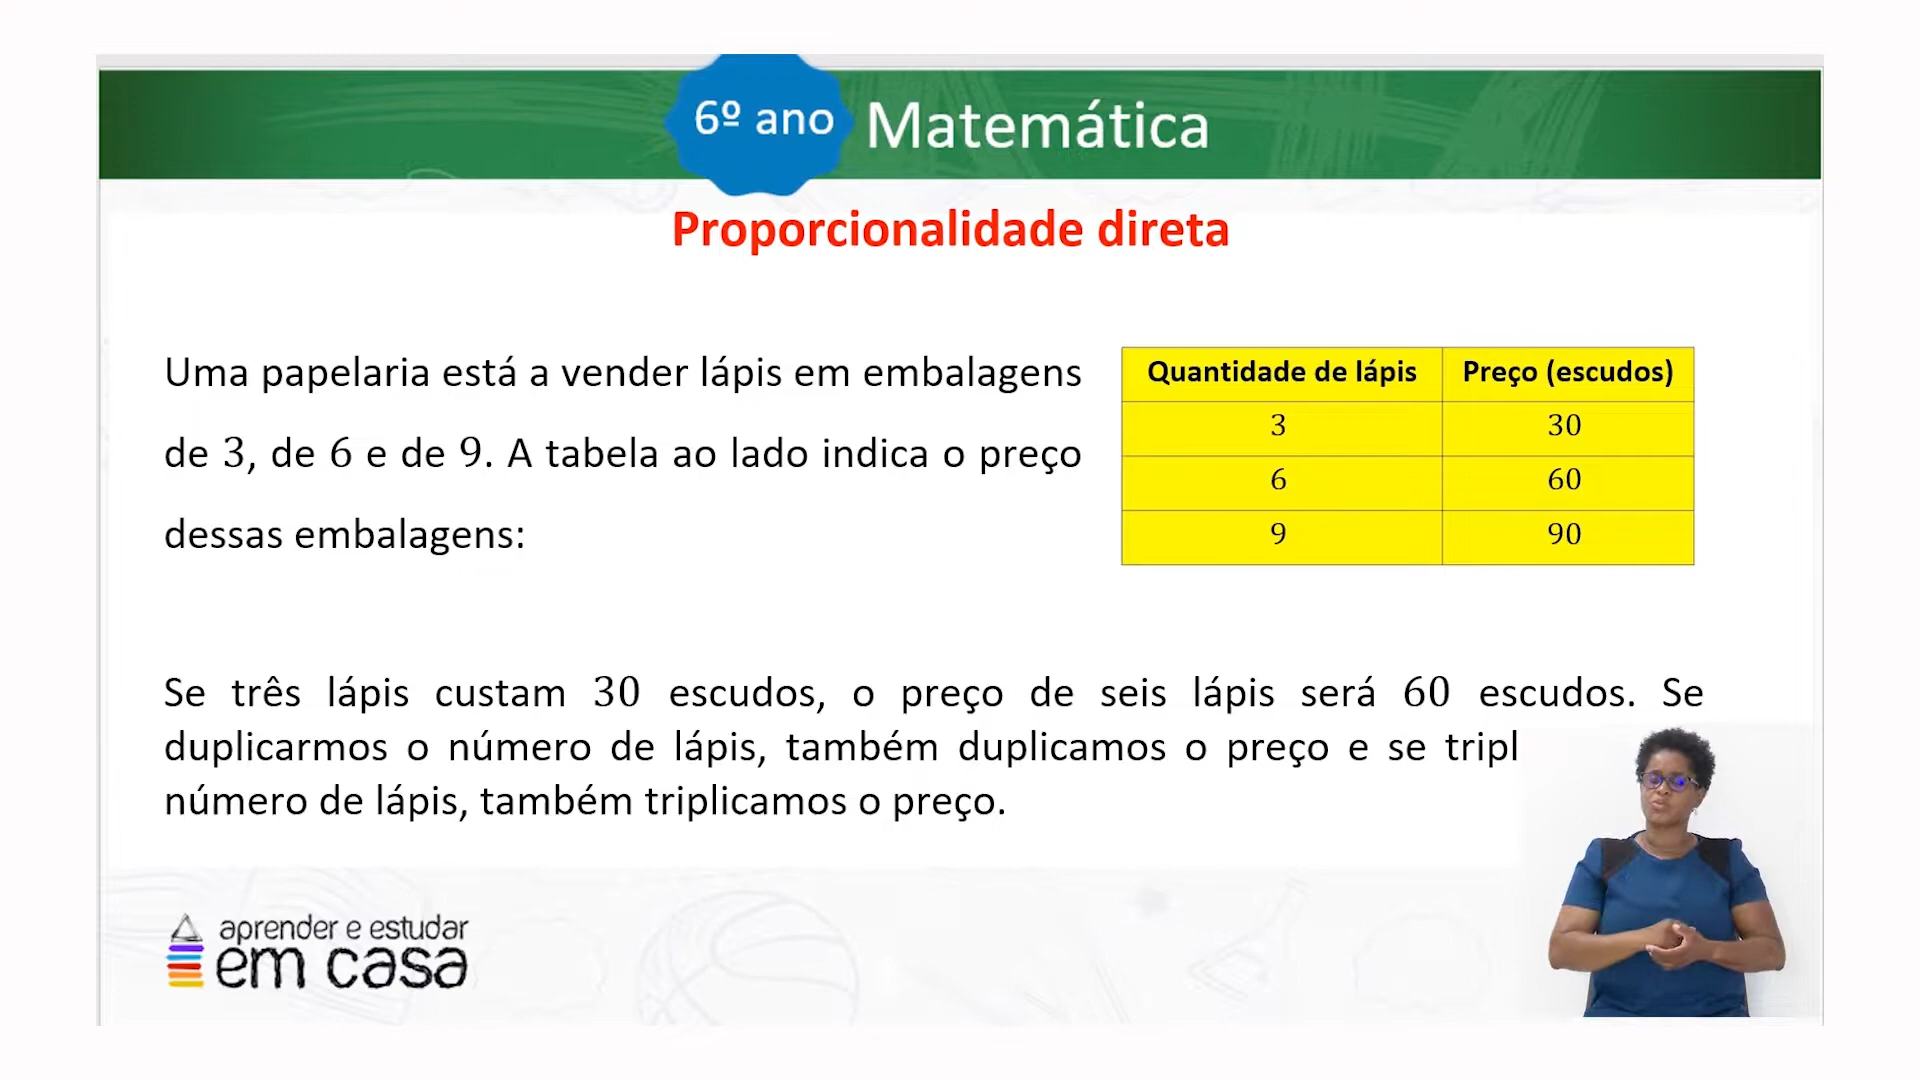 6º ano Matemática
Proporcionalidade direta
Uma papelaria está a vender lápis em embalagens
de 3, de 6 e de 9. A tabela ao lado indica o preço
dessas embalagens:
Quantidade de lápis Preço (escudos)
3 30
6 60
9 90
Se três lápis custam 30 escudos, o preço de seis lápis será 60 escudos. Se
duplicarmos o número de lápis, também duplicamos o preço e se tripl
número de lápis, também triplicamos o preço.
aprender e estudar
em casa